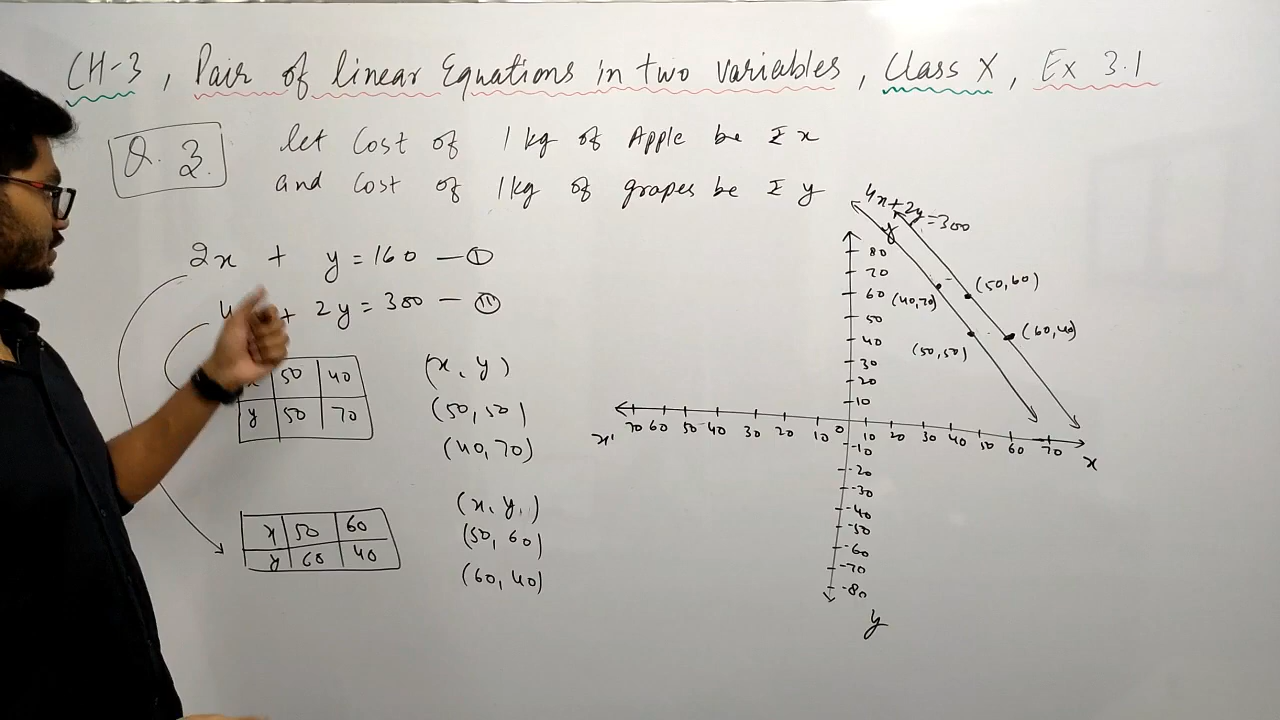 CH-3, Pair of linear Equations in two variables, Class X, Ex 3.1
Q. 3.
let Cost of 1 kg of Apple be ₹ x
and Cost of 1kg of grapes be ₹ y
2x + y = 160 — I
+ 2y = 300 — II
50 40
y 50 70
(x, y)
(50, 50)
(40, 70)
x 50 60
y 60 40
(x, y)
(50, 60)
(60, 40)
4x+2y=300
y
80
70
60
50
40
30
20
10
(40,70)
(50,60)
(50,50)
(60,40)
x' 70 60 50 40 30 20 10 0 10 20 30 40 50 60 70 x
-10
-20
-30
-40
-50
-60
-70
-80
y